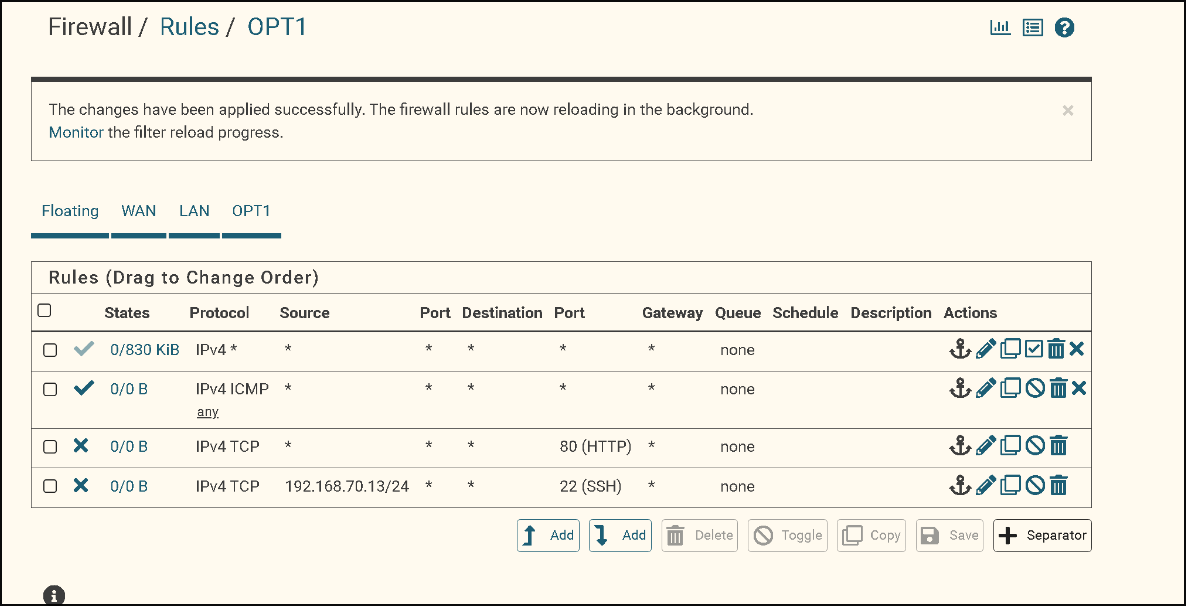 Firewall / Rules / OPT1
The changes have been applied successfully. The firewall rules are now reloading in the background.
Monitor the filter reload progress.
Floating WAN LAN OPT1
Rules (Drag to Change Order)
States Protocol Source Port Destination Port Gateway Queue Schedule Description Actions
0/830 KiB IPv4 * * * * * * none
0/0 B IPv4 ICMP * * * * * none
any
0/0 B IPv4 TCP * * * 80 (HTTP) * none
0/0 B IPv4 TCP 192.168.70.13/24 * * 22 (SSH) * none
Add Add Delete Toggle Copy Save Separator